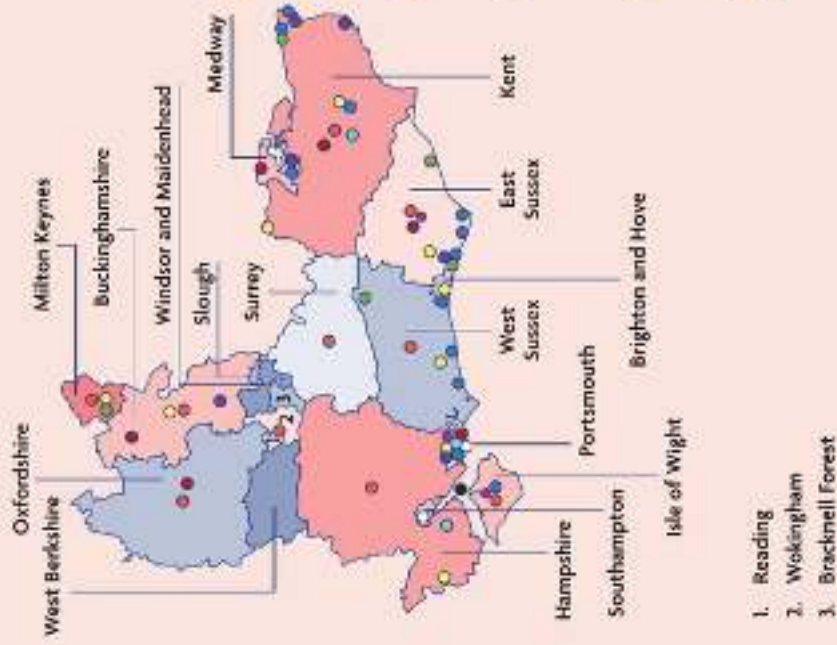 Oxfordshire
Milton Keynes
Buckinghamshire
West Berkshire
Windsor and Maidenhead
Slough
Surrey
Medway
Kent
East
Sussex
West
Sussex
Brighton and Hove
Portsmouth
Isle of Wight
Southampton
Hampshire
2
3
1. Reading
2. Wokingham
3. Bracknell Forest